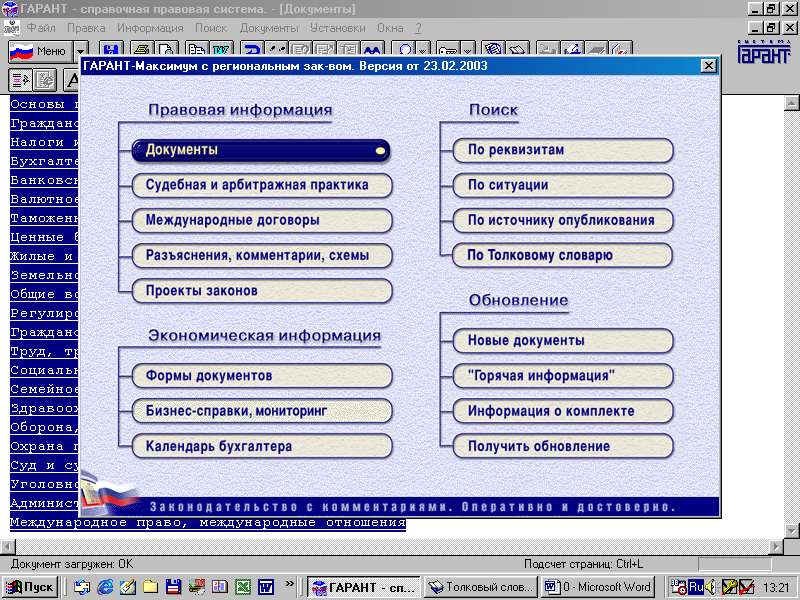 ГАРАНТ - справочная правовая система. - [Документы]
Файл Правка Информация Поиск Документы Установки Окна ?
Меню
СИСТЕМА
ГАРАНТ
ГАРАНТ-Максимум с региональным зак-вом. Версия от 23.02.2003
Правовая информация
Документы
Судебная и арбитражная практика
Международные договоры
Разъяснения, комментарии, схемы
Проекты законов
Экономическая информация
Формы документов
Бизнес-справки, мониторинг
Календарь бухгалтера
Поиск
По реквизитам
По ситуации
По источнику опубликования
По Толковому словарю
Обновление
Новые документы
"Горячая информация"
Информация о комплекте
Получить обновление
Законодательство с комментариями. Оперативно и достоверно.
Основы
Гражданс
Налоги и
Бухгалте
Банковск
Валютное
Таможенн
Ценные б
Жилые и
Земельно
Общие во
Регулиро
Гражданс
Труд, тр
Социальн
Семейное
Здравоох
Оборона,
Охрана п
Суд и су
Уголовно
Админист
Международное право, международные отношения
Документ загружен: OK
Подсчет страниц: Ctrl+L
Пуск
»
ГАРАНТ - сп...
Толковый слов...
0 - Microsoft Word
Ru
13:21